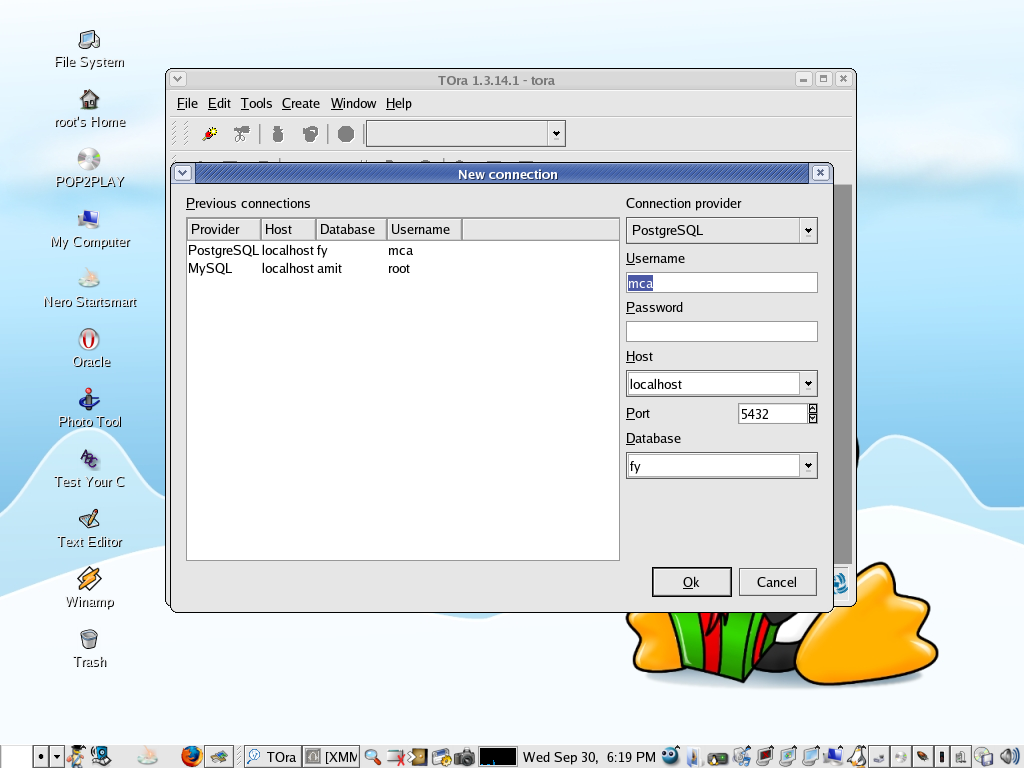 File System
root's Home
POP2PLAY
My Computer
Nero Startsmart
Oracle
Photo Tool
Test Your C
Text Editor
Winamp
Trash
TOra 1.3.14.1 - tora
File Edit Tools Create Window Help
New connection
Previous connections
Provider Host Database Username
PostgreSQL localhost fy mca
MySQL localhost amit root
Connection provider
PostgreSQL
Username
mca
Password
Host
localhost
Port 5432
Database
fy
Ok Cancel
TOra [XMM Wed Sep 30, 6:19 PM